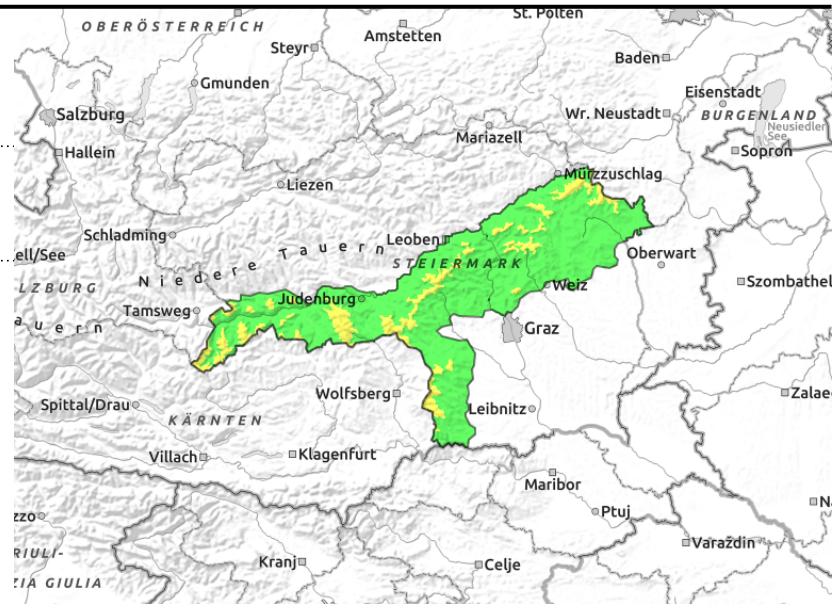 St. Pölten
OBERÖSTERREICH
Amstetten
Steyr
Baden
Gmunden
Eisenstadt
Salzburg
Wr. Neustadt
BURGENLAND
Neusiedler
See
Mariazell
Hallein
Sopron
Mürzzuschlag
Liezen
Schladming
Leoben
ell/See
Niedere Tauern
STEIERMARK
Oberwart
LZBURG
Weiz
Szombathel
Judenburg
Tamsweg
auern
Graz
Wolfsberg
Zalae
Spittal/Drau
Leibnitz
KÄRNTEN
Villach
Klagenfurt
Maribor
Na
zzo
Ptuj
Varaždin
RIULI-
Kranj
Celje
ZIA GIULIA